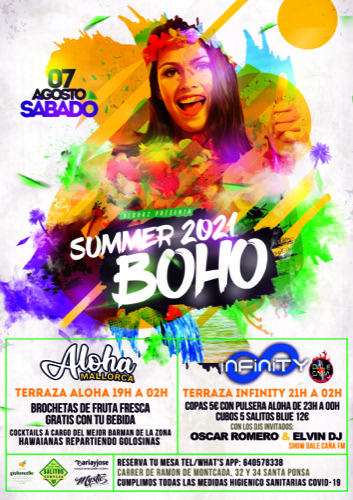 07
AGOSTO
SÁBADO
PRESENTA
SUMMER 2021
BOHO
Aloha
MALLORCA
TERRAZA ALOHA 19H A 02H
BROCHETAS DE FRUTA FRESCA
GRATIS CON TU BEBIDA
COCKTAILS A CARGO DEL MEJOR BARMAN DE LA ZONA
HAWAIANAS REPARTIENDO GOLOSINAS
INFINITY
DALE CAÑA
TERRAZA INFINITY 21H A 02H
COPAS 5€ CON PULSERA ALOHA DE 23H A 00H
CUBOS 5 SALITOS BLUE 12€
CON LOS DJS INVITADOS:
OSCAR ROMERO & ELVIN DJ
SHOW DALE CAÑA FM
SALITOS
cariayjose
RESERVA TU MESA TEL/WHAT'S APP: 640578338
CARRER DE RAMON DE MONTCADA, 32 Y 34 SANTA PONSA
CUMPLIMOS TODAS LAS MEDIDAS HIGIENICO SANITARIAS COVID-19